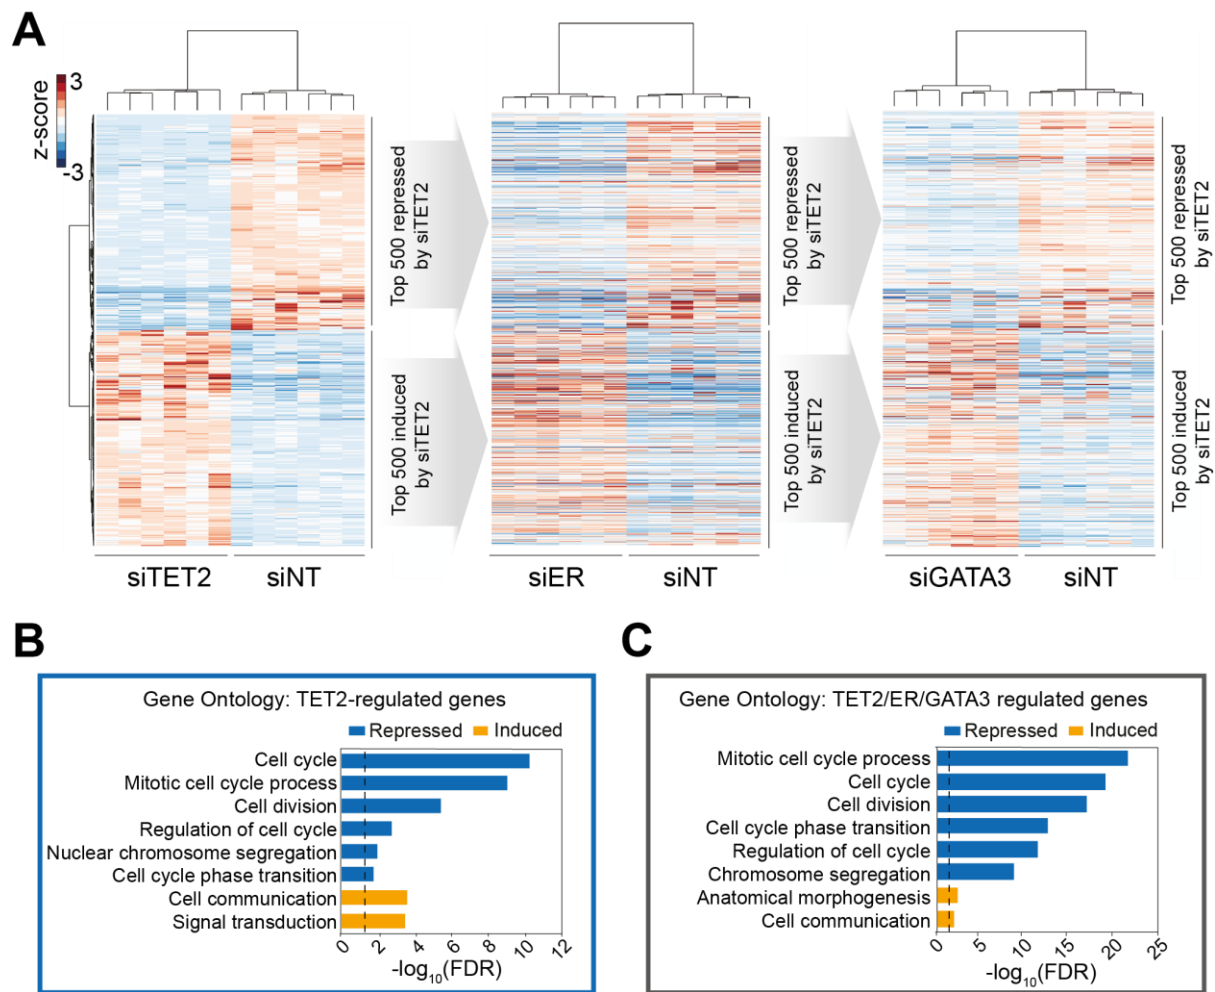 A
z-score
3
-3
Top 500 repressed
by siTET2
Top 500 induced
by siTET2
Top 500 repressed
by siTET2
Top 500 induced
by siTET2
Top 500 repressed
by siTET2
Top 500 induced
by siTET2
siTET2
siNT
siER
siNT
siGATA3
siNT
B
Gene Ontology: TET2-regulated genes
Repressed
Induced
Cell cycle
Mitotic cell cycle process
Cell division
Regulation of cell cycle
Nuclear chromosome segregation
Cell cycle phase transition
Cell communication
Signal transduction
0 2 4 6 8 10 12
-log10(FDR)
C
Gene Ontology: TET2/ER/GATA3 regulated genes
Repressed
Induced
Mitotic cell cycle process
Cell cycle
Cell division
Cell cycle phase transition
Regulation of cell cycle
Chromosome segregation
Anatomical morphogenesis
Cell communication
0 5 10 15 20 25
-log10(FDR)